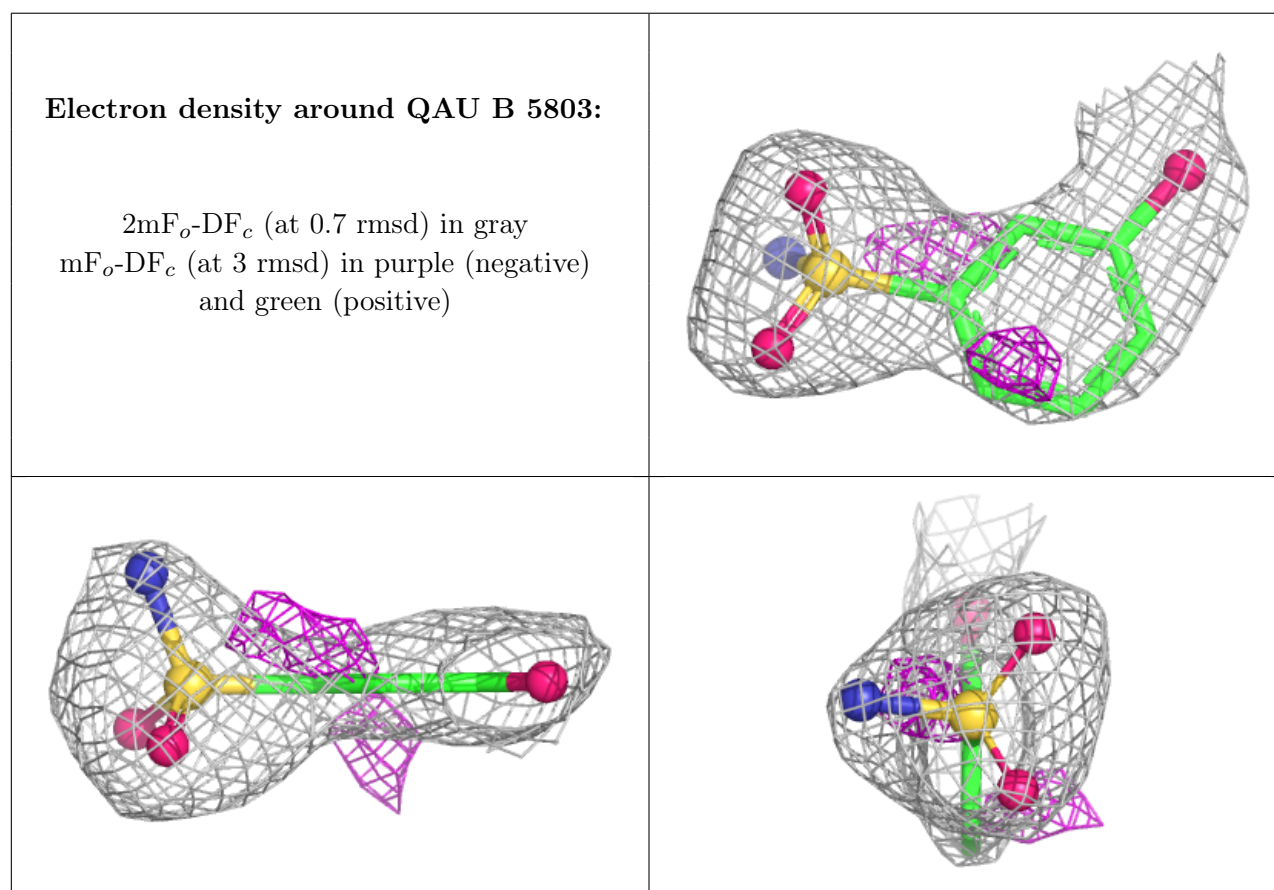 Electron density around QAU B 5803:
2mFo-DFc (at 0.7 rmsd) in gray
mFo-DFc (at 3 rmsd) in purple (negative)
and green (positive)